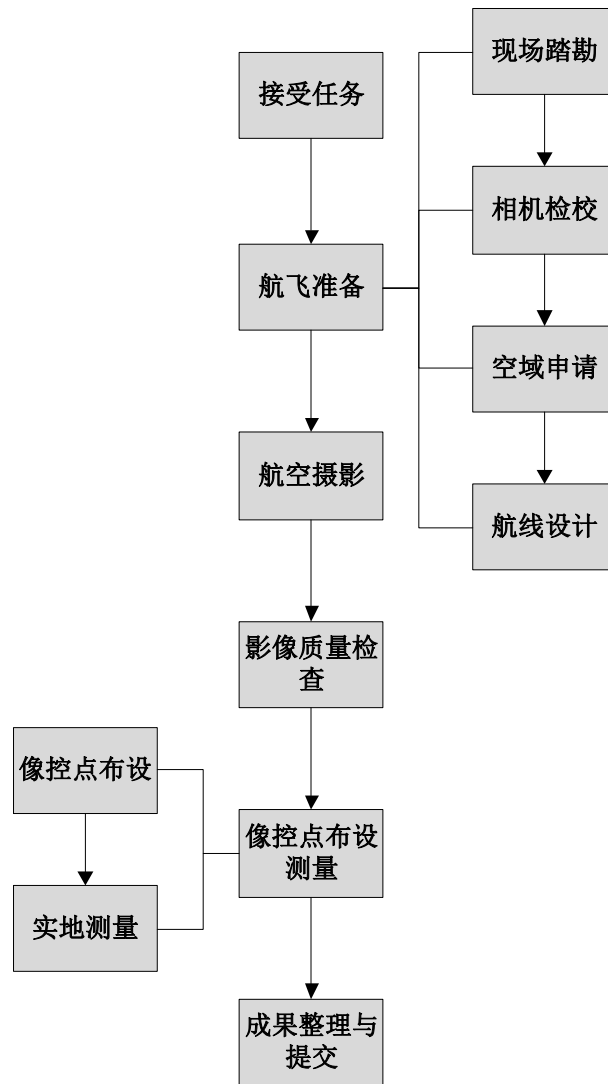 现场踏勘
接受任务
相机检校
航飞准备
空域申请
航空摄影
航线设计
影像质量检
查
像控点布设
像控点布设
测量
实地测量
成果整理与
提交